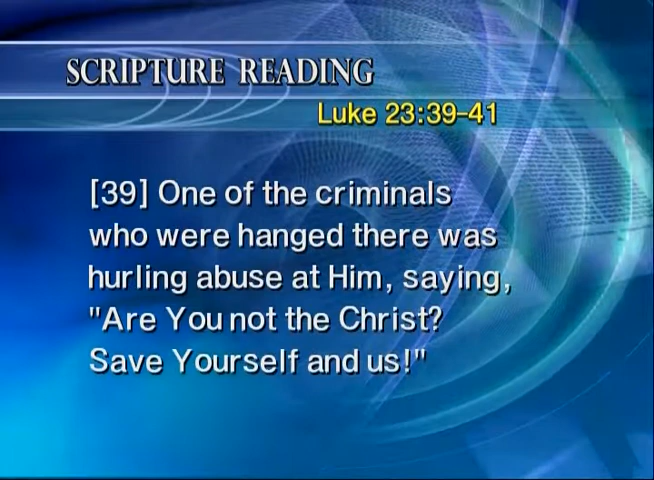 SCRIPTURE READING
Luke 23:39-41
[39] One of the criminals
who were hanged there was
hurling abuse at Him, saying,
"Are You not the Christ?
Save Yourself and us!"